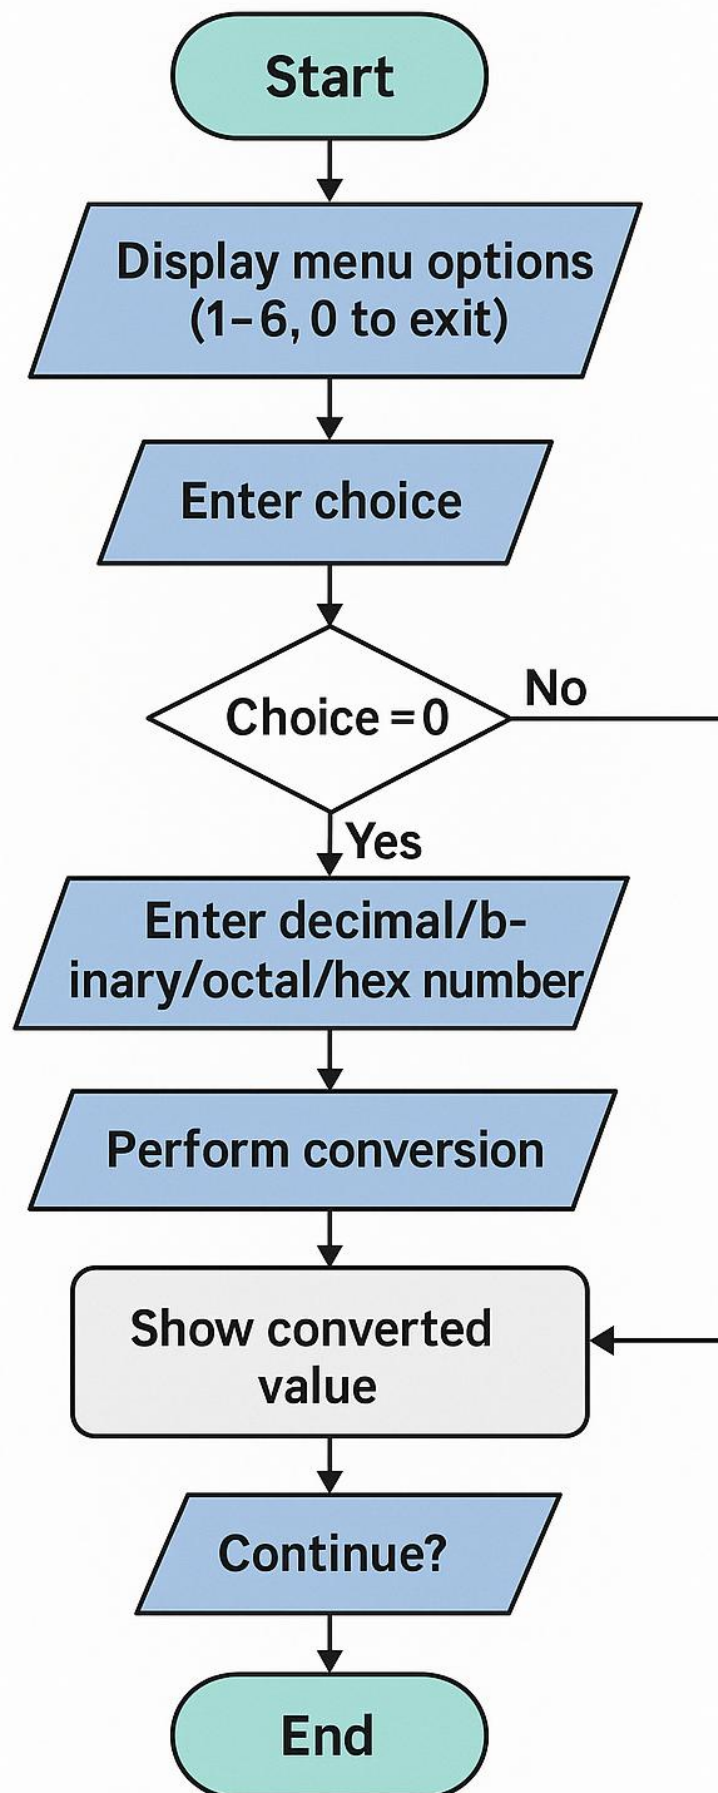 Start
Display menu options
(1–6, 0 to exit)
Enter choice
Choice = 0
No
Yes
Enter decimal/b-
inary/octal/hex number
Perform conversion
Show converted
value
Continue?
End